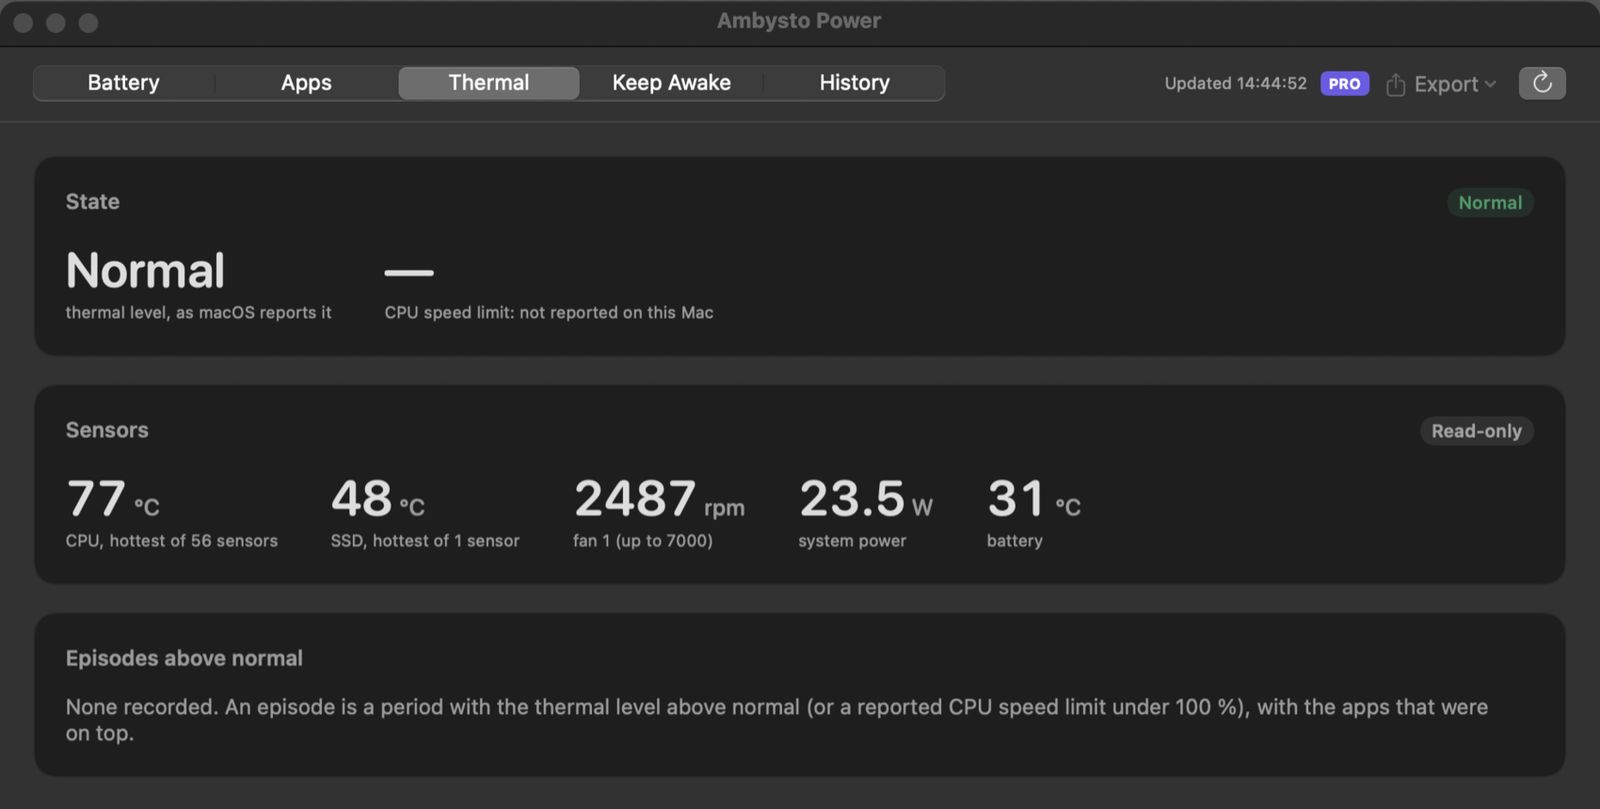 Ambysto Power
Battery Apps Thermal Keep Awake History Updated 14:44:52 PRO Export
State Normal
Normal —
thermal level, as macOS reports it CPU speed limit: not reported on this Mac
Sensors Read-only
77 °C 48 °C 2487 rpm 23.5 W 31 °C
CPU, hottest of 56 sensors SSD, hottest of 1 sensor fan 1 (up to 7000) system power battery
Episodes above normal
None recorded. An episode is a period with the thermal level above normal (or a reported CPU speed limit under 100 %), with the apps that were
on top.